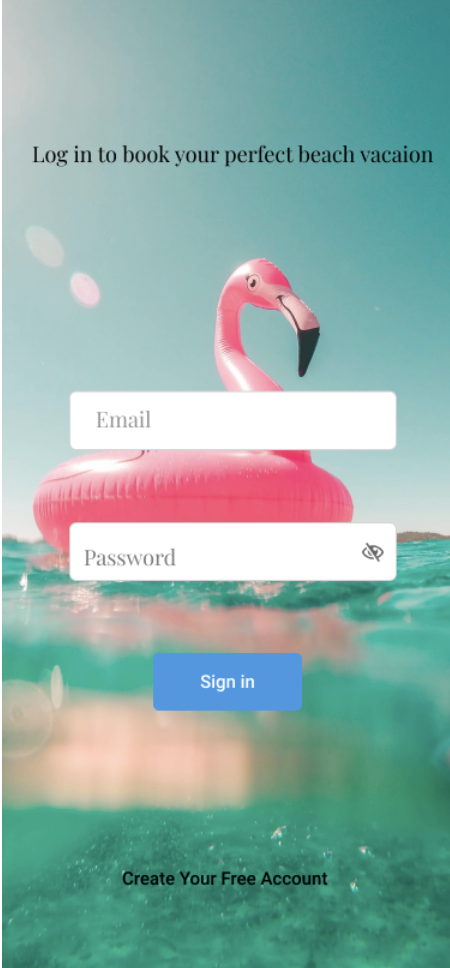 Log in to book your perfect beach vacaion
Email
Password
Sign in
Create Your Free Account